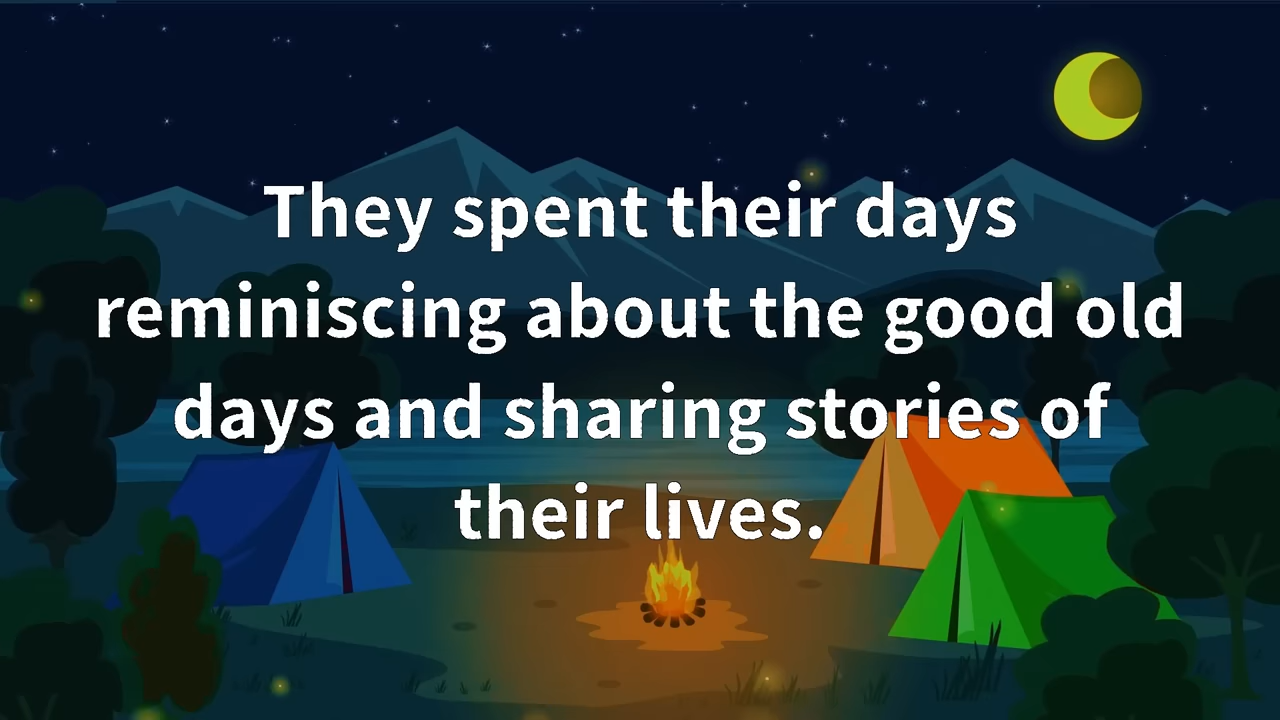 They spent their days
reminiscing about the good old
days and sharing stories of
their lives.